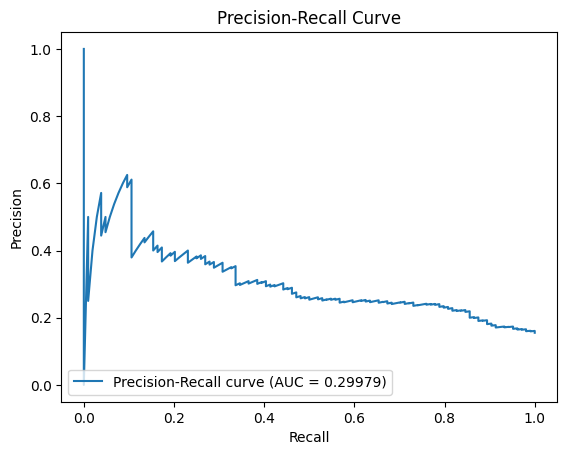 Precision-Recall Curve
1.0
0.8
0.6
0.4
0.2
0.0
Precision
Precision-Recall curve (AUC = 0.29979)
0.0 0.2 0.4 0.6 0.8 1.0
Recall